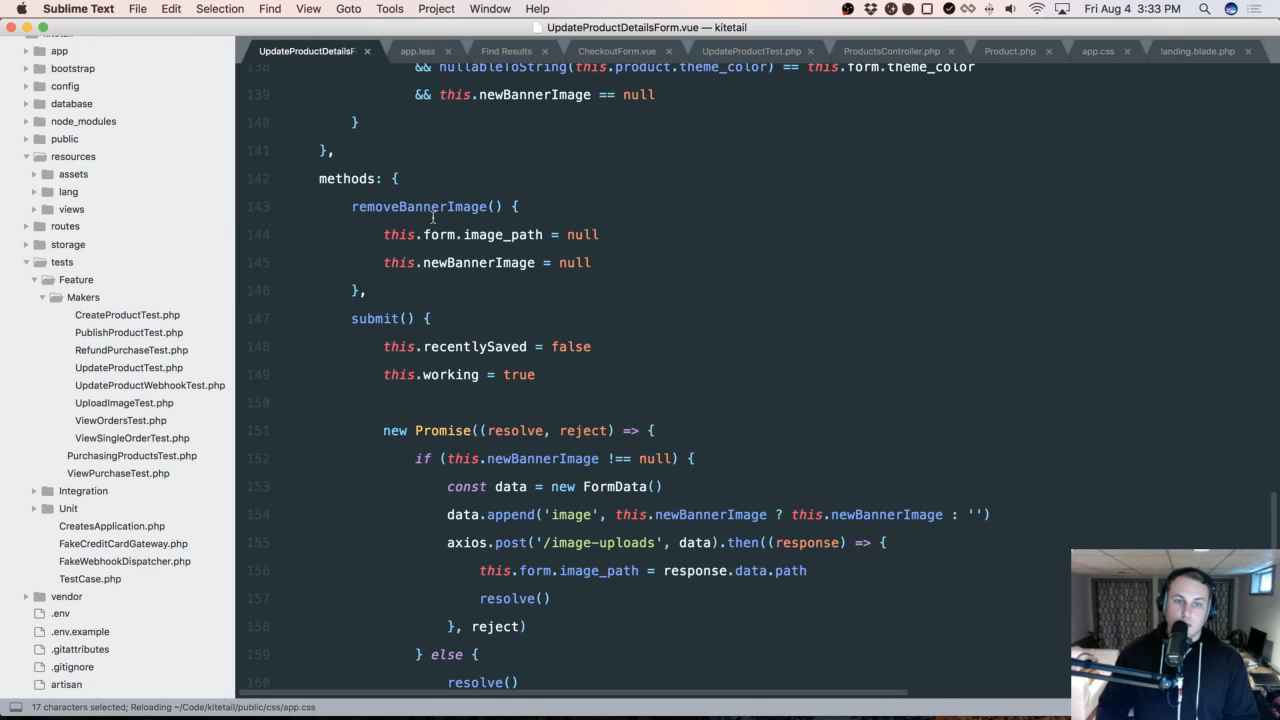 Sublime Text File Edit Selection Find View Goto Tools Project Window Help Fri Aug 4 3:33 PM
UpdateProductDetailsForm.vue — kitetail
UpdateProductDetailsF app.less Find Results CheckoutForm.vue UpdateProductTest.php ProductsController.php Product.php app.css landing.blade.php
app
bootstrap
config
database
node_modules
public
resources
assets
lang
views
routes
storage
tests
Feature
Makers
CreateProductTest.php
PublishProductTest.php
RefundPurchaseTest.php
UpdateProductTest.php
UpdateProductWebhookTest.php
UploadImageTest.php
ViewOrdersTest.php
ViewSingleOrderTest.php
PurchasingProductsTest.php
ViewPurchaseTest.php
Integration
Unit
CreatesApplication.php
FakeCreditCardGateway.php
FakeWebhookDispatcher.php
TestCase.php
vendor
.env
.env.example
.gitattributes
.gitignore
artisan
138 && nullableToString(this.product.theme_color) == this.form.theme_color
139 && this.newBannerImage == null
140 }
141 },
142 methods: {
143 removeBannerImage() {
144 this.form.image_path = null
145 this.newBannerImage = null
146 },
147 submit() {
148 this.recentlySaved = false
149 this.working = true
150
151 new Promise((resolve, reject) => {
152 if (this.newBannerImage !== null) {
153 const data = new FormData()
154 data.append('image', this.newBannerImage ? this.newBannerImage : '')
155 axios.post('/image-uploads', data).then((response) => {
156 this.form.image_path = response.data.path
157 resolve()
158 }, reject)
159 } else {
160 resolve()
17 characters selected; Reloading ~/Code/kitetail/public/css/app.css